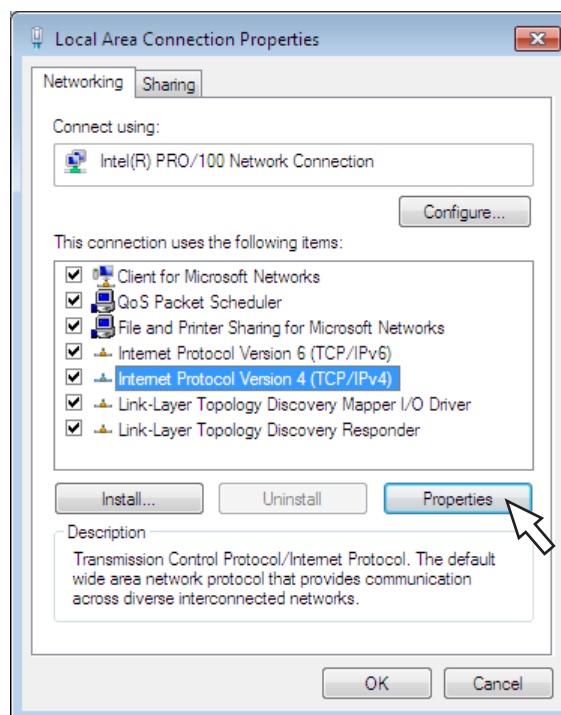 Local Area Connection Properties
Networking
Sharing
Connect using:
Intel(R) PRO/100 Network Connection
Configure...
This connection uses the following items:
Client for Microsoft Networks
QoS Packet Scheduler
File and Printer Sharing for Microsoft Networks
Internet Protocol Version 6 (TCP/IPv6)
Internet Protocol Version 4 (TCP/IPv4)
Link-Layer Topology Discovery Mapper I/O Driver
Link-Layer Topology Discovery Responder
Install...
Uninstall
Properties
Description
Transmission Control Protocol/Internet Protocol. The default
wide area network protocol that provides communication
across diverse interconnected networks.
OK
Cancel